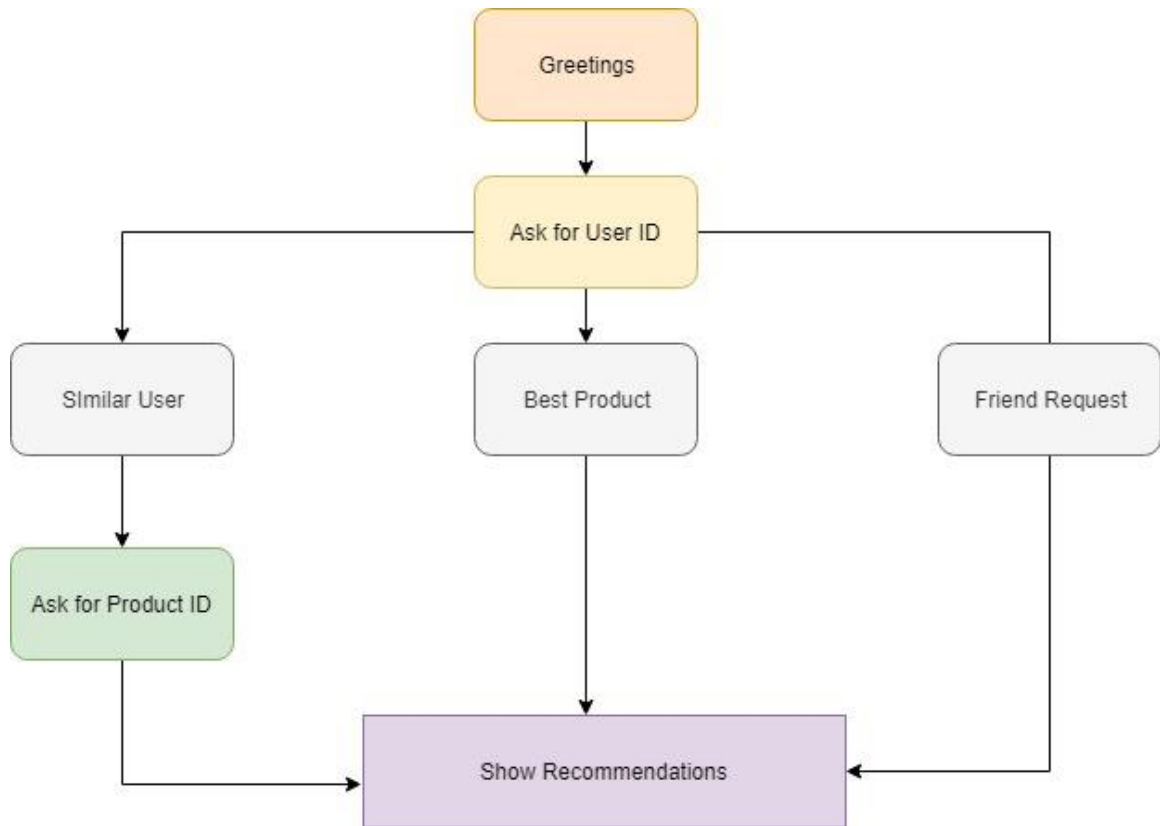 Greetings
Ask for User ID
SImilar User
Best Product
Friend Request
Ask for Product ID
Show Recommendations